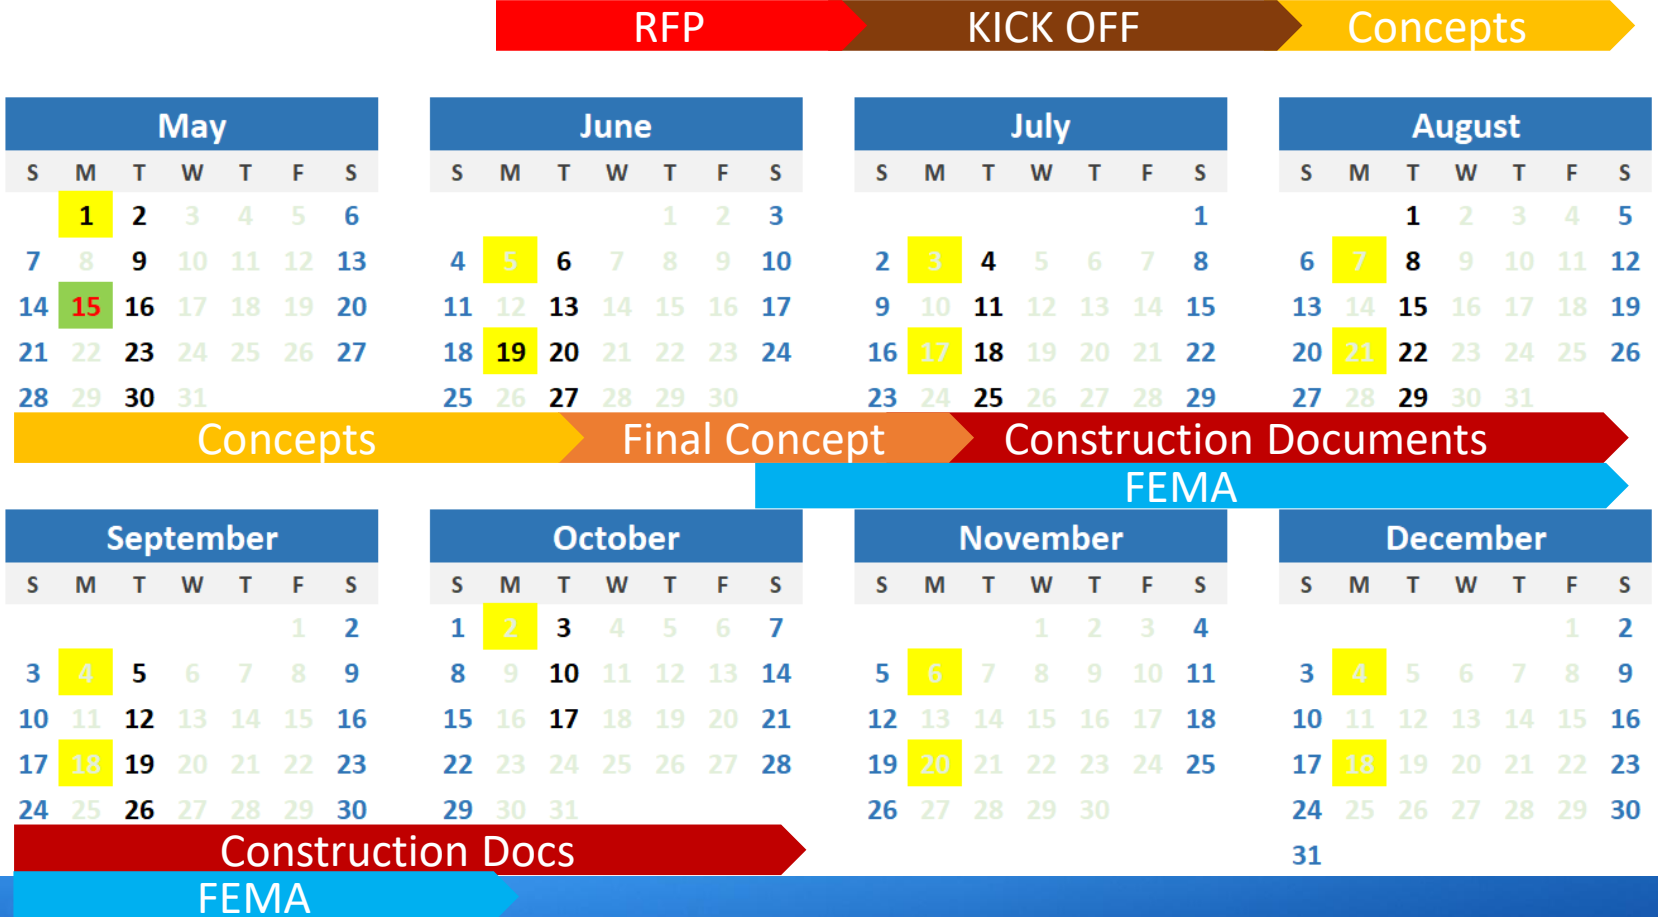 RFP KICK OFF Concepts
May June July August
S M T W T F S S M T W T F S S M T W T F S S M T W T F S
1 2 3 4 5 6 1 2 3 1 1 2 3 4 5
7 8 9 10 11 12 13 4 5 6 7 8 9 10 2 3 4 5 6 7 8 6 7 8 9 10 11 12
14 15 16 17 18 19 20 11 12 13 14 15 16 17 9 10 11 12 13 14 15 13 14 15 16 17 18 19
21 22 23 24 25 26 27 18 19 20 21 22 23 24 16 17 18 19 20 21 22 20 21 22 23 24 25 26
28 29 30 31 25 26 27 28 29 30 23 24 25 26 27 28 29 27 28 29 30 31
Concepts Final Concept Construction Documents
FEMA
September October November December
S M T W T F S S M T W T F S S M T W T F S S M T W T F S
1 2 1 2 3 4 5 6 7 1 2 3 4 1 2
3 4 5 6 7 8 9 8 9 10 11 12 13 14 5 6 7 8 9 10 11 3 4 5 6 7 8 9
10 11 12 13 14 15 16 15 16 17 18 19 20 21 12 13 14 15 16 17 18 10 11 12 13 14 15 16
17 18 19 20 21 22 23 22 23 24 25 26 27 28 19 20 21 22 23 24 25 17 18 19 20 21 22 23
24 25 26 27 28 29 30 29 30 31 26 27 28 29 30 24 25 26 27 28 29 30
Construction Docs 31
FEMA